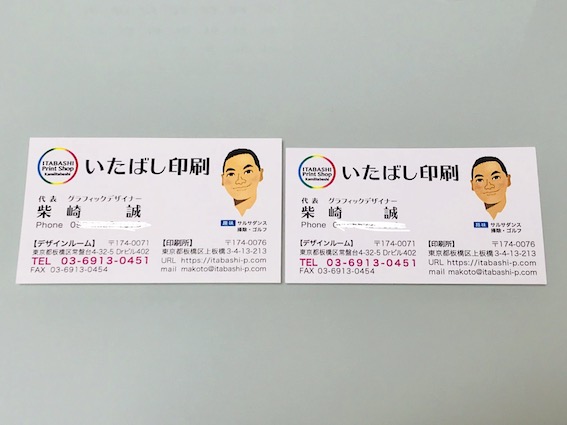 ITABASHI
Print Shop
Kamiitabashi
いたばし印刷
代表 グラフィックデザイナー
柴崎 誠
Phone 0
趣味 サルサダンス
掃除・ゴルフ
【デザインルーム】 〒174-0071
東京都板橋区常盤台4-32-5 Drビル402
TEL 03-6913-0451
FAX 03-6913-0454
【印刷所】 〒174-0076
東京都板橋区上板橋3-4-13-213
URL https://itabashi-p.com
mail makoto@itabashi-p.com
ITABASHI
Print Shop
Kamiitabashi
いたばし印刷
代表 グラフィックデザイナー
柴崎 誠
Phone 0
趣味 サルサダンス
掃除・ゴルフ
【デザインルーム】 〒174-0071
東京都板橋区常盤台4-32-5 Drビル402
TEL 03-6913-0451
FAX 03-6913-0454
【印刷所】 〒174-0076
東京都板橋区上板橋3-4-13-213
URL https://itabashi-p.com
mail makoto@itabashi-p.com